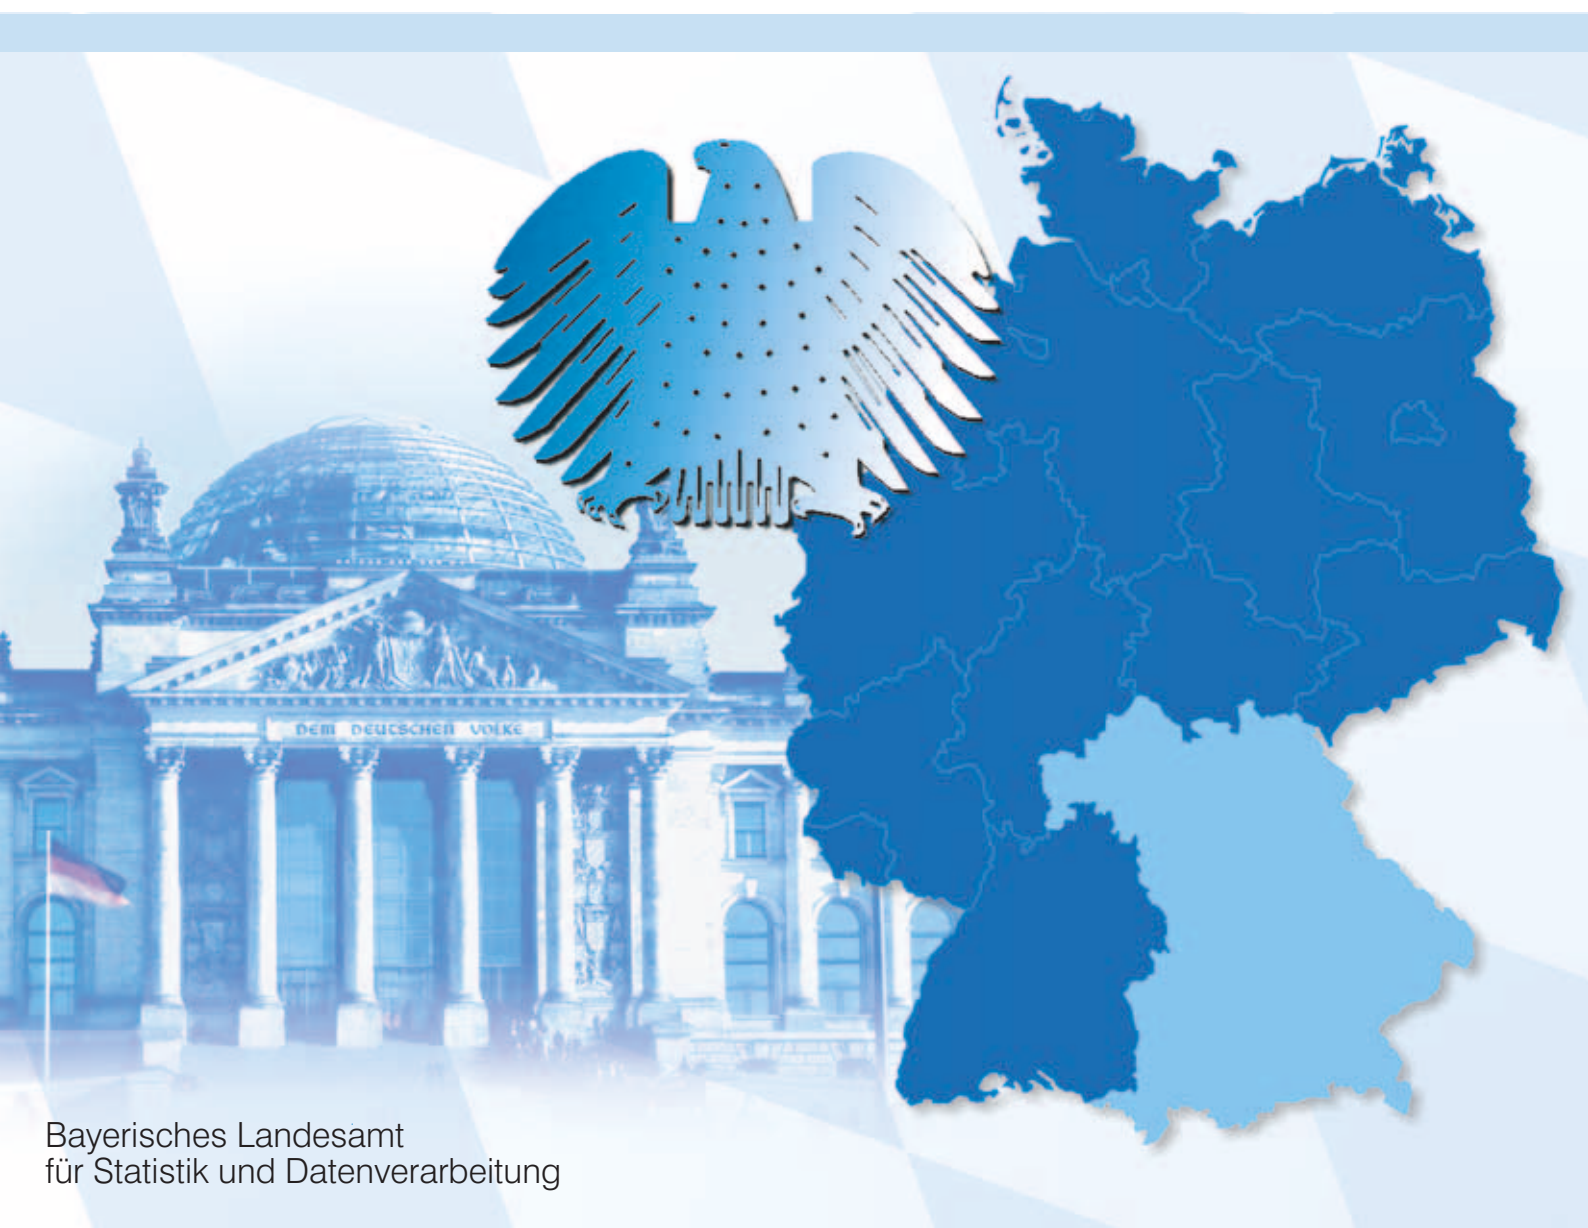 DEM DEUTSCHEN VOLKE
Bayerisches Landesamt
für Statistik und Datenverarbeitung